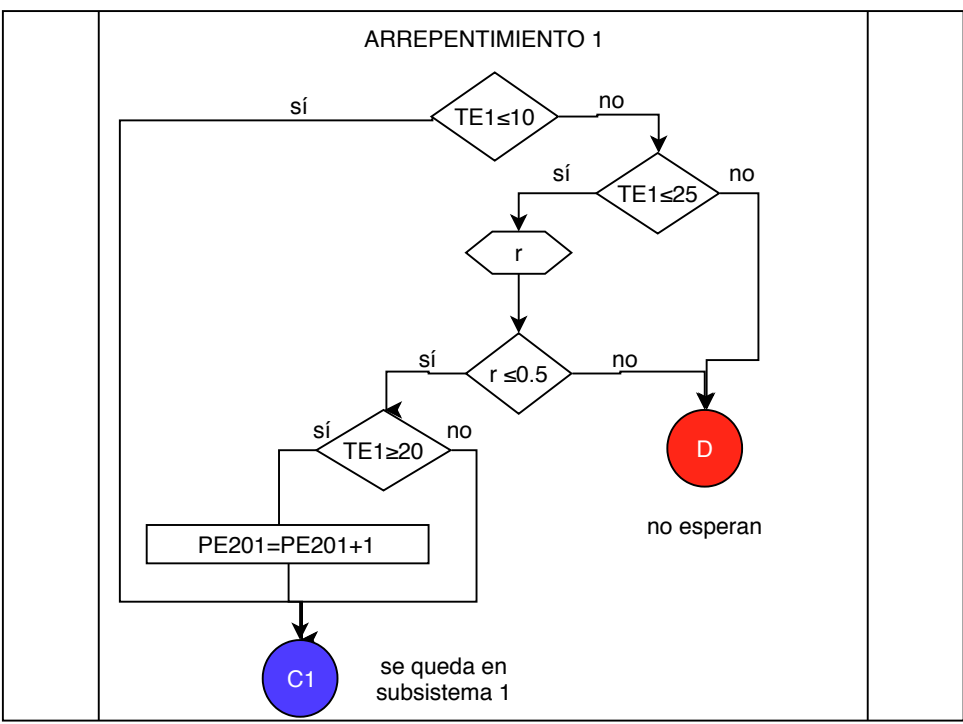 ARREPENTIMIENTO 1
sí
TE1≤10
no
sí
TE1≤25
no
r
sí
r ≤0.5
no
sí
TE1≥20
no
D
PE201=PE201+1
no esperan
C1
se queda en
subsistema 1